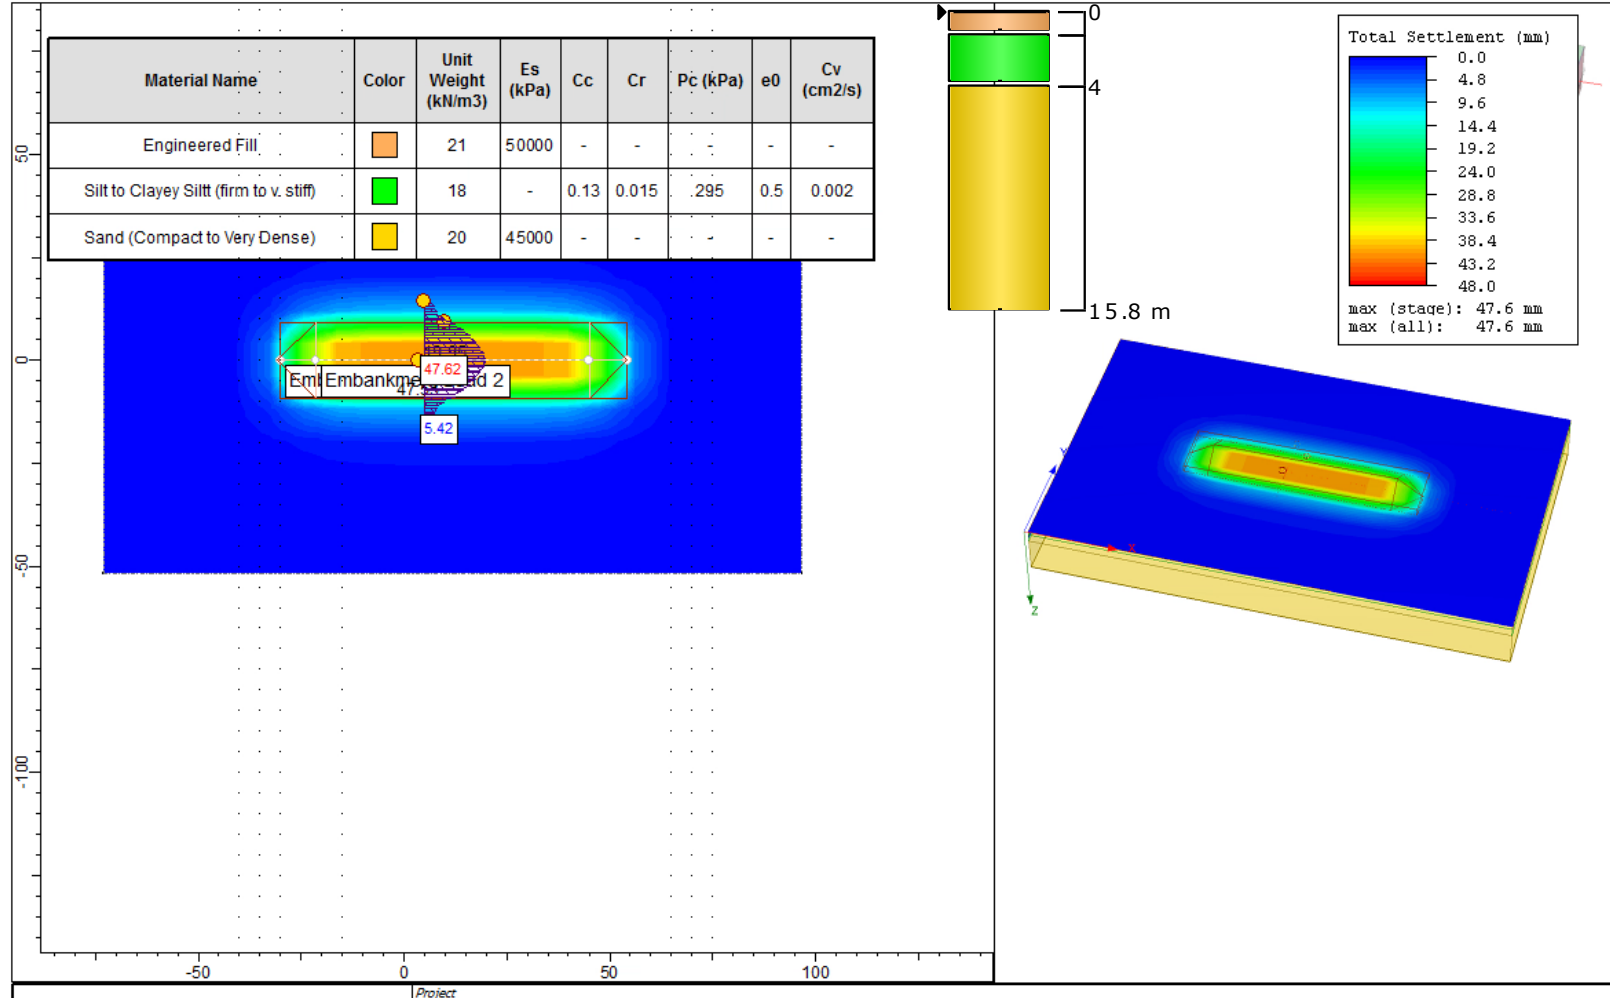 Material Name Color Unit Weight (kN/m3) Es (kPa) Cc Cr Pc (kPa) e0 Cv (cm2/s)
Engineered Fill 21 50000 - - - - -
Silt to Clayey Siltt (firm to v. stiff) 18 - 0.13 0.015 .295 0.5 0.002
Sand (Compact to Very Dense) 20 45000 - - - - -
0
4
15.8 m
Total Settlement (mm)
0.0
4.8
9.6
14.4
19.2
24.0
28.8
33.6
38.4
43.2
48.0
max (stage): 47.6 mm
max (all): 47.6 mm
50
0
-50
-100
47.62
5.42
X
Z
-50 0 50 100
Project